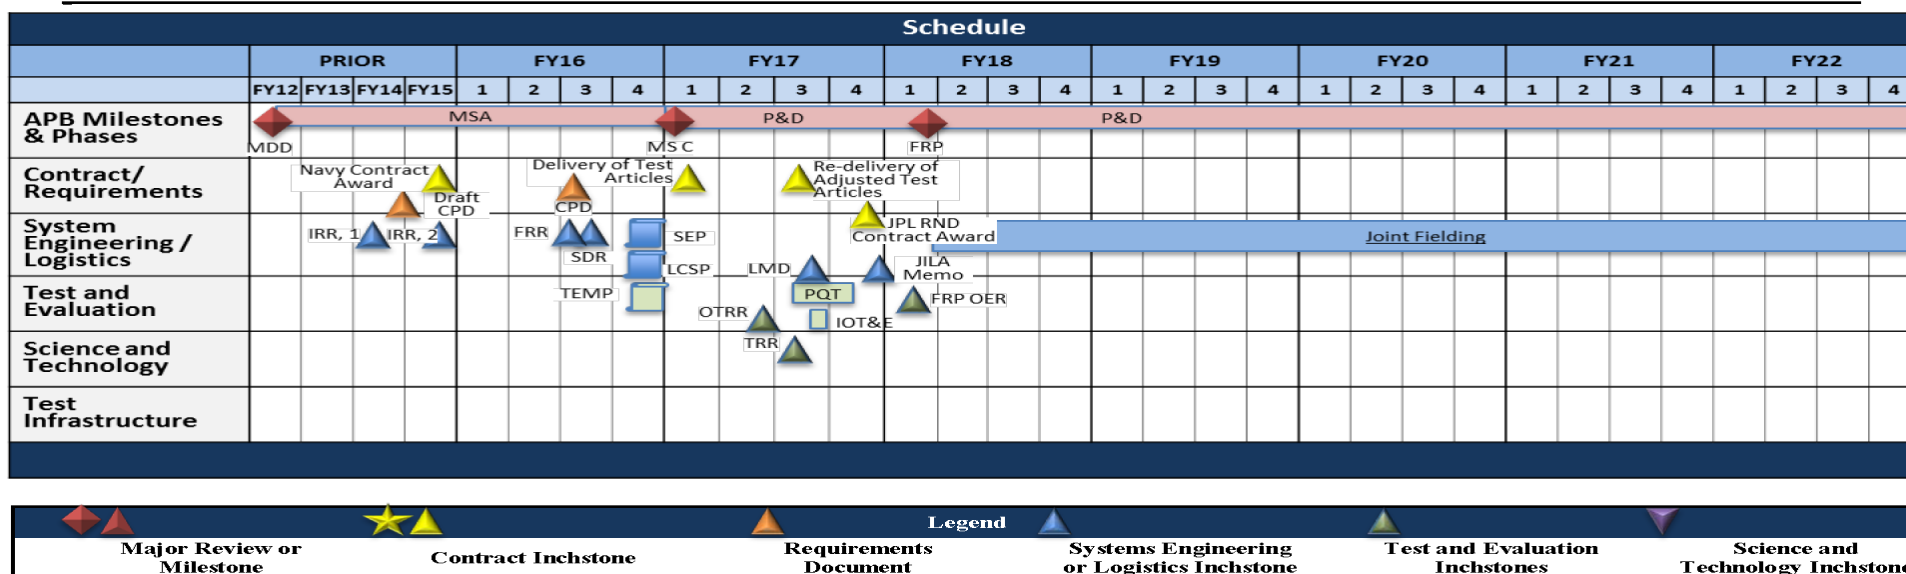 Schedule
PRIOR FY16 FY17 FY18 FY19 FY20 FY21 FY22
FY12 FY13 FY14 FY15 1 2 3 4 1 2 3 4 1 2 3 4 1 2 3 4 1 2 3 4 1 2 3 4 1 2 3 4
APB Milestones
& Phases
MSA P&D P&D
MDD MS C FRP
Contract/
Requirements
Navy Contract
Award
Draft
CPD
Delivery of Test
Articles
CPD
Re-delivery of
Adjusted Test
Articles
System
Engineering /
Logistics
IRR, 1 IRR, 2 FRR
SDR
SEP
LCSP
LMD
JPL RND
Contract Award
JILA
Memo
Joint Fielding
Test and
Evaluation
TEMP
OTRR
PQT
IOT&E
FRP OER
Science and
Technology
TRR
Test
Infrastructure
Legend
Major Review or
Milestone
Contract Inchstone
Requirements
Document
Systems Engineering
or Logistics Inchstone
Test and Evaluation
Inchstones
Science and
Technology Inchstone